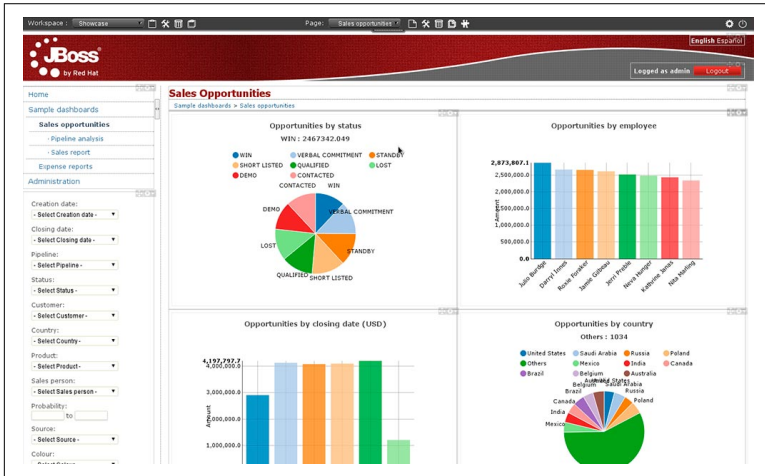 Workspace : Showcase
Page: Sales opportunities
JBoss
by Red Hat
English Español
Logged as admin Logout
Home
Sample dashboards
Sales opportunities
· Pipeline analysis
· Sales report
Expense reports
Administration
Creation date:
- Select Creation date -
Closing date:
- Select Closing date -
Pipeline:
- Select Pipeline -
Status:
- Select Status -
Customer:
- Select Customer -
Country:
- Select Country -
Product:
- Select Product -
Sales person:
- Select Sales person -
Probability:
to
Source:
- Select Source -
Colour:
Sales Opportunities
Sample dashboards > Sales opportunities
Opportunities by status
WIN : 2467342.049
WIN VERBAL COMMITMENT STANDBY
SHORT LISTED QUALIFIED LOST
DEMO CONTACTED
CONTACTED WIN
DEMO VERBAL COMMITMENT
LOST STANDBY
QUALIFIED SHORT LISTED
Opportunities by employee
2,873,807.1
2,500,000.0
2,000,000.0
1,500,000.0
1,000,000.0
500,000.0
0.0
Amount
Julio Burdge
Darryl Innes
Roxie Foraker
Jamie Gilbeau
Jerri Preble
Neva Hunger
Kathrine Janas
Nita Marling
Opportunities by closing date (USD)
4,197,797.7
4,000,000.0
3,000,000.0
2,000,000.0
1,000,000.0
Amount
Opportunities by country
Others : 1034
United States Saudi Arabia Russia Poland
Others Mexico India Canada
Brazil Belgium Australia
Australia United States
Belgium Saudi Arabia
Brazil Russia
Canada Poland
India
Mexico